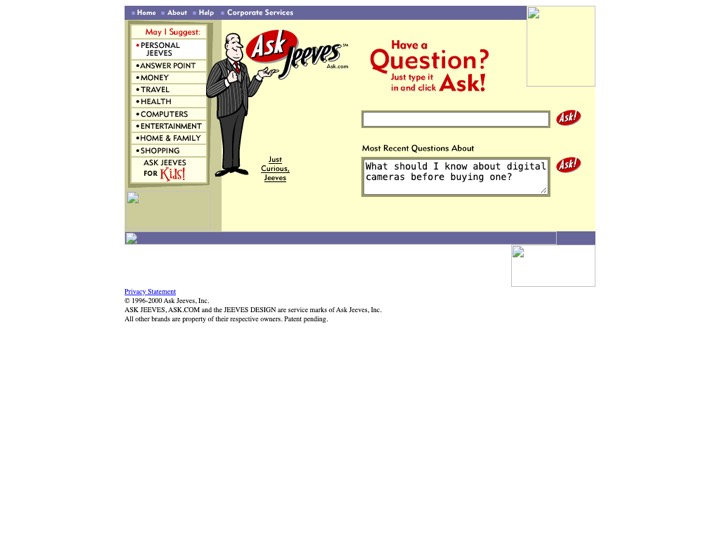 Home About Help Corporate Services
May I Suggest:
PERSONAL
JEEVES
ANSWER POINT
MONEY
TRAVEL
HEALTH
COMPUTERS
ENTERTAINMENT
HOME & FAMILY
SHOPPING
ASK JEEVES
FOR Kids!
Ask Jeeves SM
Ask.com
Just
Curious,
Jeeves
Have a
Question?
Just type it
in and click Ask!
Ask!
Most Recent Questions About
What should I know about digital
cameras before buying one?
Ask!
Privacy Statement
© 1996-2000 Ask Jeeves, Inc.
ASK JEEVES, ASK.COM and the JEEVES DESIGN are service marks of Ask Jeeves, Inc.
All other brands are property of their respective owners. Patent pending.